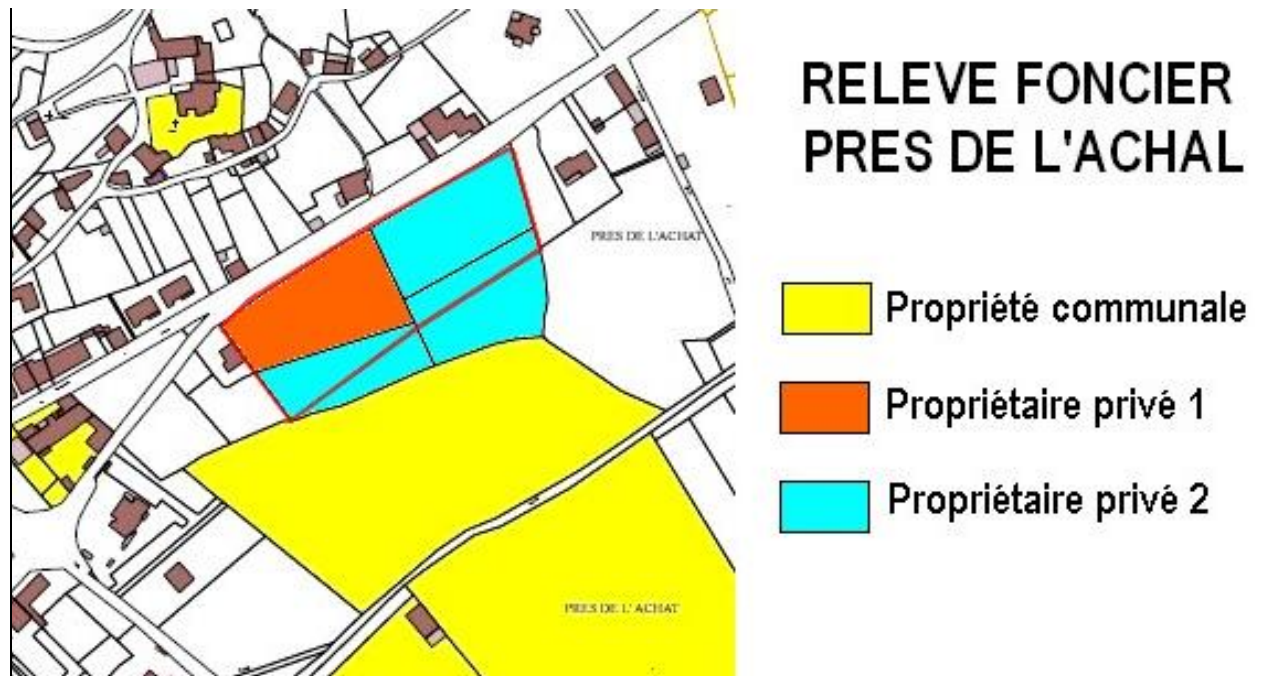 RELEVE FONCIER
PRES DE L'ACHAL
PRES DE L'ACHAT
Propriété communale
Propriétaire privé 1
Propriétaire privé 2
PRES DE L'ACHAT